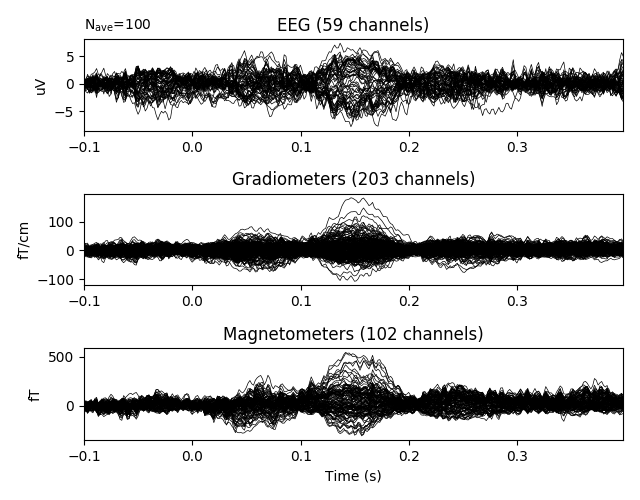 N_ave=100
EEG (59 channels)
5
0
−5
uV
−0.1 0.0 0.1 0.2 0.3
Gradiometers (203 channels)
100
0
−100
fT/cm
−0.1 0.0 0.1 0.2 0.3
Magnetometers (102 channels)
500
0
fT
−0.1 0.0 0.1 0.2 0.3
Time (s)